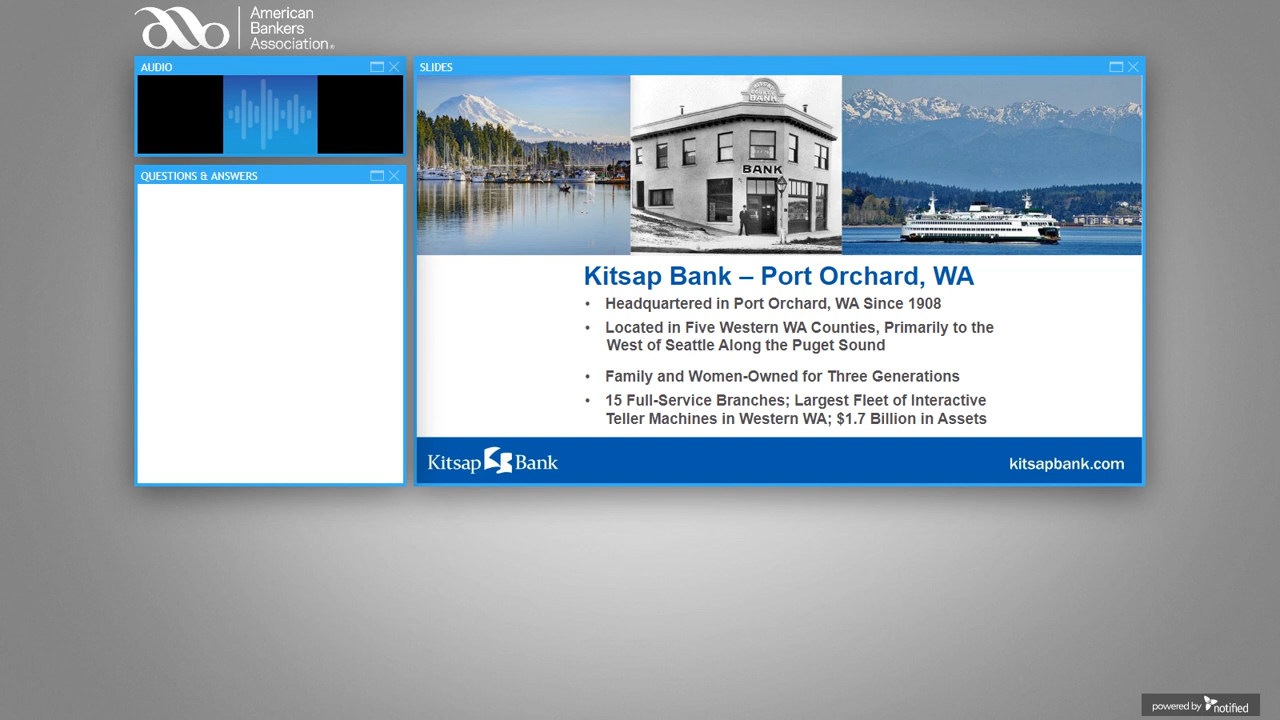 American
Bankers
Association®
AUDIO
SLIDES
QUESTIONS & ANSWERS
BANK
BANK
Kitsap Bank – Port Orchard, WA
• Headquartered in Port Orchard, WA Since 1908
• Located in Five Western WA Counties, Primarily to the
West of Seattle Along the Puget Sound
• Family and Women-Owned for Three Generations
• 15 Full-Service Branches; Largest Fleet of Interactive
Teller Machines in Western WA; $1.7 Billion in Assets
Kitsap Bank
kitsapbank.com
powered by notified